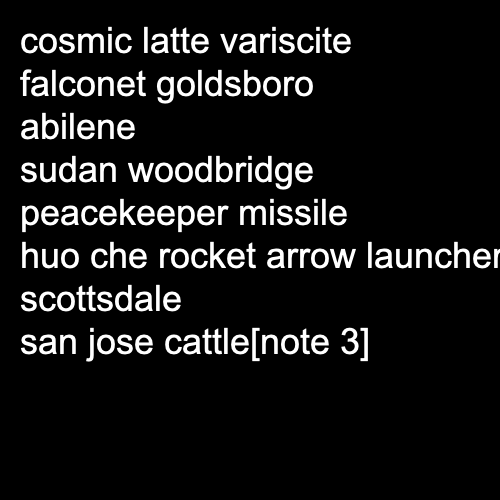 cosmic latte variscite
falconet goldsboro
abilene
sudan woodbridge
peacekeeper missile
huo che rocket arrow launcher
scottsdale
san jose cattle[note 3]